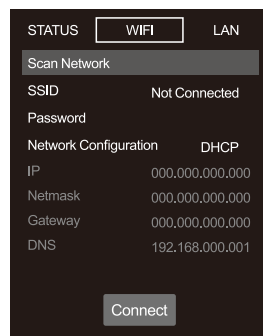 STATUS WIFI LAN
Scan Network
SSID Not Connected
Password
Network Configuration DHCP
IP 000.000.000.000
Netmask 000.000.000.000
Gateway 000.000.000.000
DNS 192.168.000.001
Connect